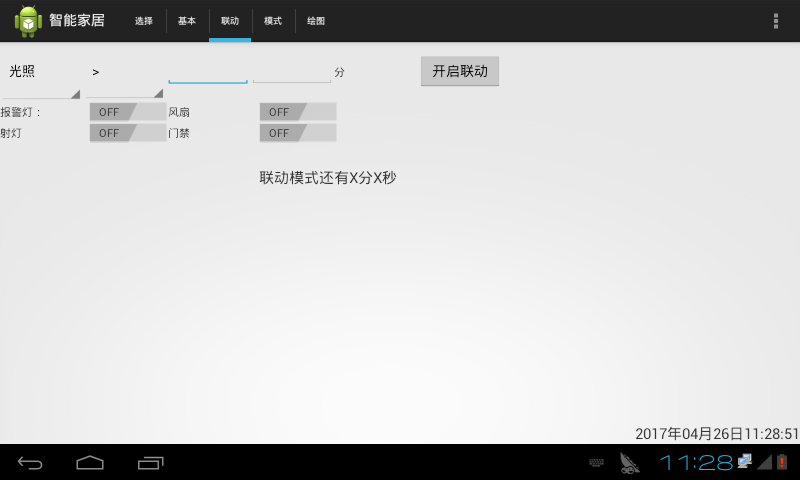 智能家居 选择 基本 联动 模式 绘图
光照 > 分 开启联动
报警灯： OFF 风扇 OFF
射灯 OFF 门禁 OFF
联动模式还有X分X秒
2017年04月26日11:28:51
11:28